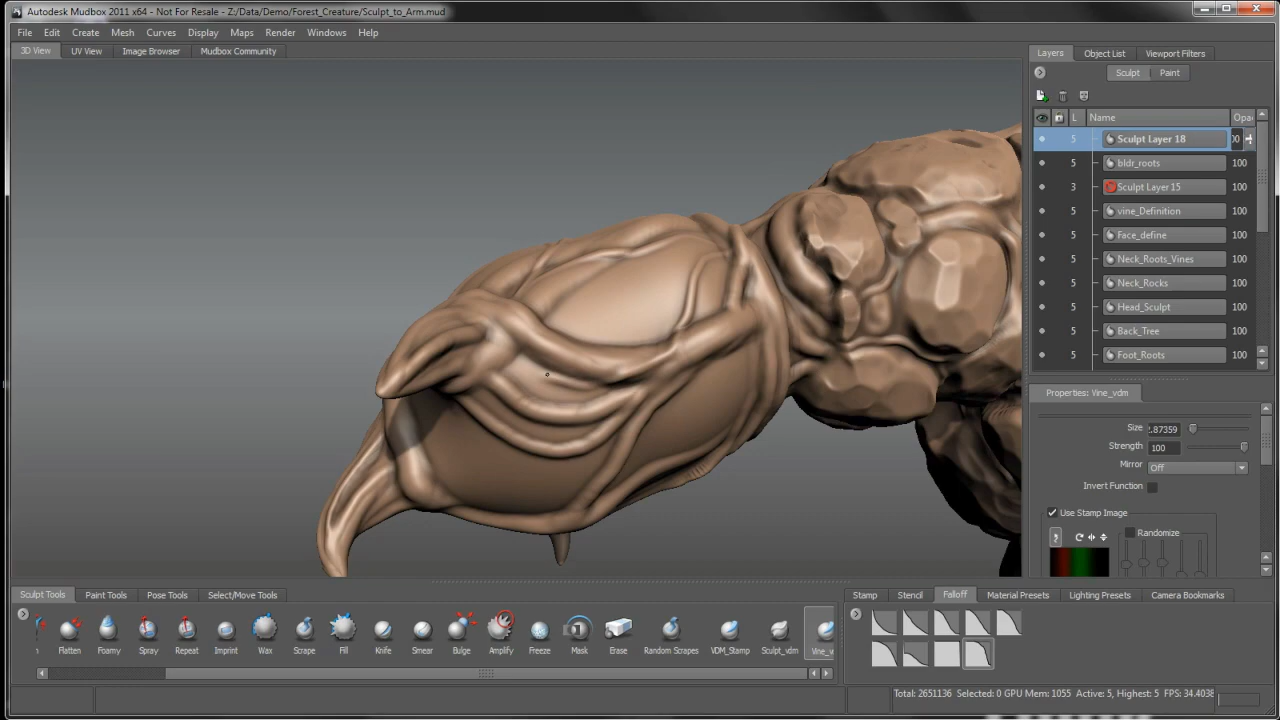 Autodesk Mudbox 2011 x64 - Not For Resale - Z:/Data/Demo/Forest_Creature/Sculpt_to_Arm.mud
File Edit Create Mesh Curves Display Maps Render Windows Help
3D View UV View Image Browser Mudbox Community
Layers Object List Viewport Filters
Sculpt Paint
L Name Opa
5 Sculpt Layer 18 00
5 bldr_roots 100
3 Sculpt Layer 15 100
5 vine_Definition 100
5 Face_define 100
5 Neck_Roots_Vines 100
5 Neck_Rocks 100
5 Head_Sculpt 100
5 Back_Tree 100
5 Foot_Roots 100
Properties: Vine_vdm
Size 2.87359
Strength 100
Mirror Off
Invert Function
Use Stamp Image
Randomize
Sculpt Tools Paint Tools Pose Tools Select/Move Tools
n Flatten Foamy Spray Repeat Imprint Wax Scrape Fill Knife Smear Bulge Amplify Freeze Mask Erase Random Scrapes VDM_Stamp Sculpt_vdm Vine_v
Stamp Stencil Falloff Material Presets Lighting Presets Camera Bookmarks
Total: 2651136 Selected: 0 GPU Mem: 1055 Active: 5, Highest: 5 FPS: 34.4038